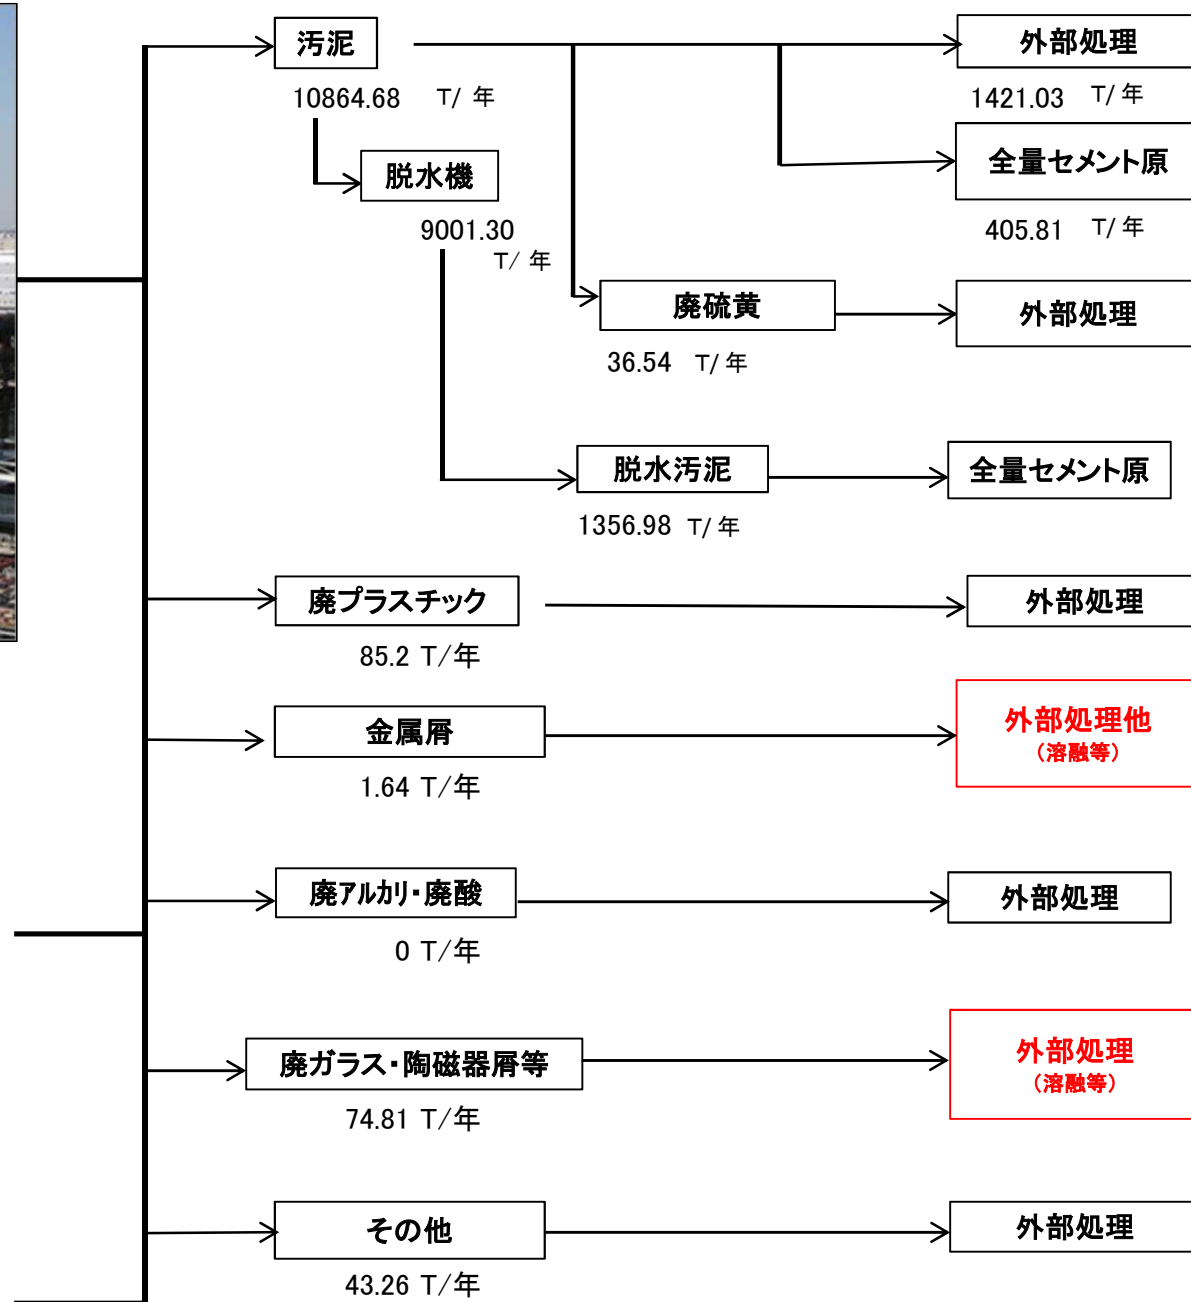 汚泥
外部処理
10864.68 T/ 年
1421.03 T/ 年
脱水機
全量セメント原
9001.30
T/ 年
405.81 T/ 年
廃硫黄
外部処理
36.54 T/ 年
脱水汚泥
全量セメント原
1356.98 T/ 年
廃プラスチック
外部処理
85.2 T/年
金属屑
外部処理他
（溶融等）
1.64 T/年
廃アルカリ・廃酸
外部処理
0 T/年
廃ガラス・陶磁器屑等
外部処理
（溶融等）
74.81 T/年
その他
外部処理
43.26 T/年